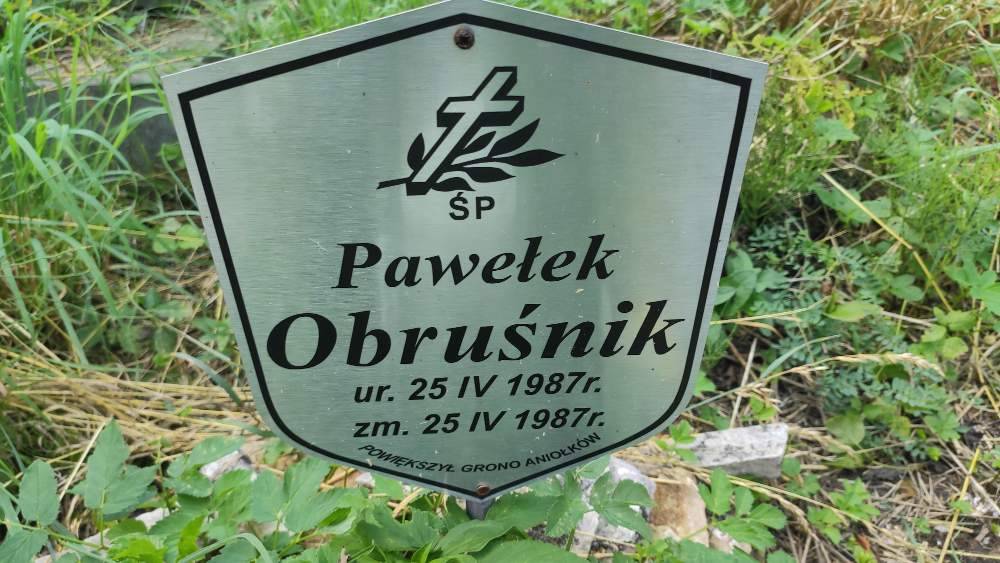 ŚP
Pawełek
Obruśnik
ur. 25 IV 1987r.
zm. 25 IV 1987r.
POWIĘKSZYŁ GRONO ANIOŁKÓW